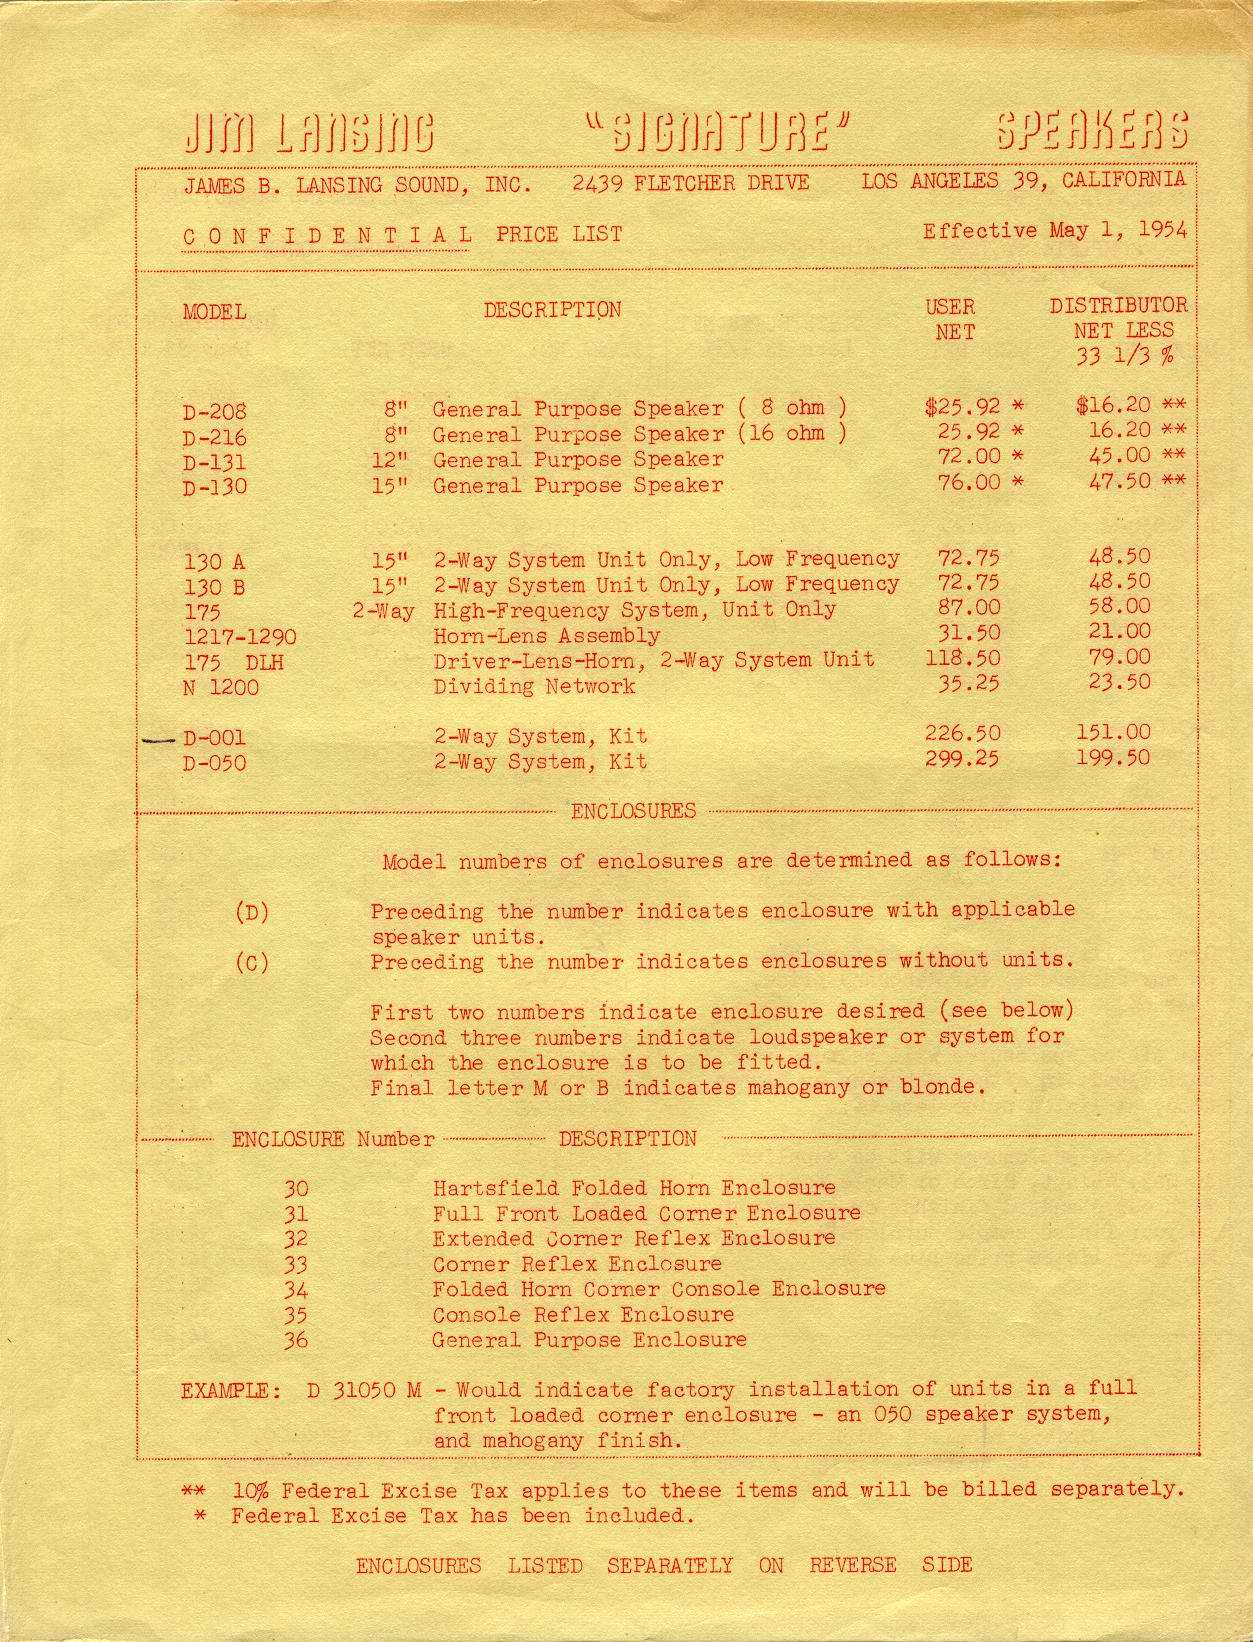 JIM LANSING "SIGNATURE" SPEAKERS
JAMES B. LANSING SOUND, INC. 2439 FLETCHER DRIVE LOS ANGELES 39, CALIFORNIA
CONFIDENTIAL PRICE LIST Effective May 1, 1954
MODEL DESCRIPTION USER DISTRIBUTOR
NET NET LESS
33 1/3 %
D-208 8" General Purpose Speaker ( 8 ohm ) $25.92 * $16.20 **
D-216 8" General Purpose Speaker (16 ohm ) 25.92 * 16.20 **
D-131 12" General Purpose Speaker 72.00 * 45.00 **
D-130 15" General Purpose Speaker 76.00 * 47.50 **
130 A 15" 2-Way System Unit Only, Low Frequency 72.75 48.50
130 B 15" 2-Way System Unit Only, Low Frequency 72.75 48.50
175 2-Way High-Frequency System, Unit Only 87.00 58.00
1217-1290 Horn-Lens Assembly 31.50 21.00
175 DLH Driver-Lens-Horn, 2-Way System Unit 118.50 79.00
N 1200 Dividing Network 35.25 23.50
D-001 2-Way System, Kit 226.50 151.00
D-050 2-Way System, Kit 299.25 199.50
ENCLOSURES
Model numbers of enclosures are determined as follows:
(D) Preceding the number indicates enclosure with applicable
speaker units.
(C) Preceding the number indicates enclosures without units.
First two numbers indicate enclosure desired (see below)
Second three numbers indicate loudspeaker or system for
which the enclosure is to be fitted.
Final letter M or B indicates mahogany or blonde.
ENCLOSURE Number DESCRIPTION
30 Hartsfield Folded Horn Enclosure
31 Full Front Loaded Corner Enclosure
32 Extended Corner Reflex Enclosure
33 Corner Reflex Enclosure
34 Folded Horn Corner Console Enclosure
35 Console Reflex Enclosure
36 General Purpose Enclosure
EXAMPLE: D 31050 M - Would indicate factory installation of units in a full
front loaded corner enclosure - an 050 speaker system,
and mahogany finish.
** 10% Federal Excise Tax applies to these items and will be billed separately.
* Federal Excise Tax has been included.
ENCLOSURES LISTED SEPARATELY ON REVERSE SIDE